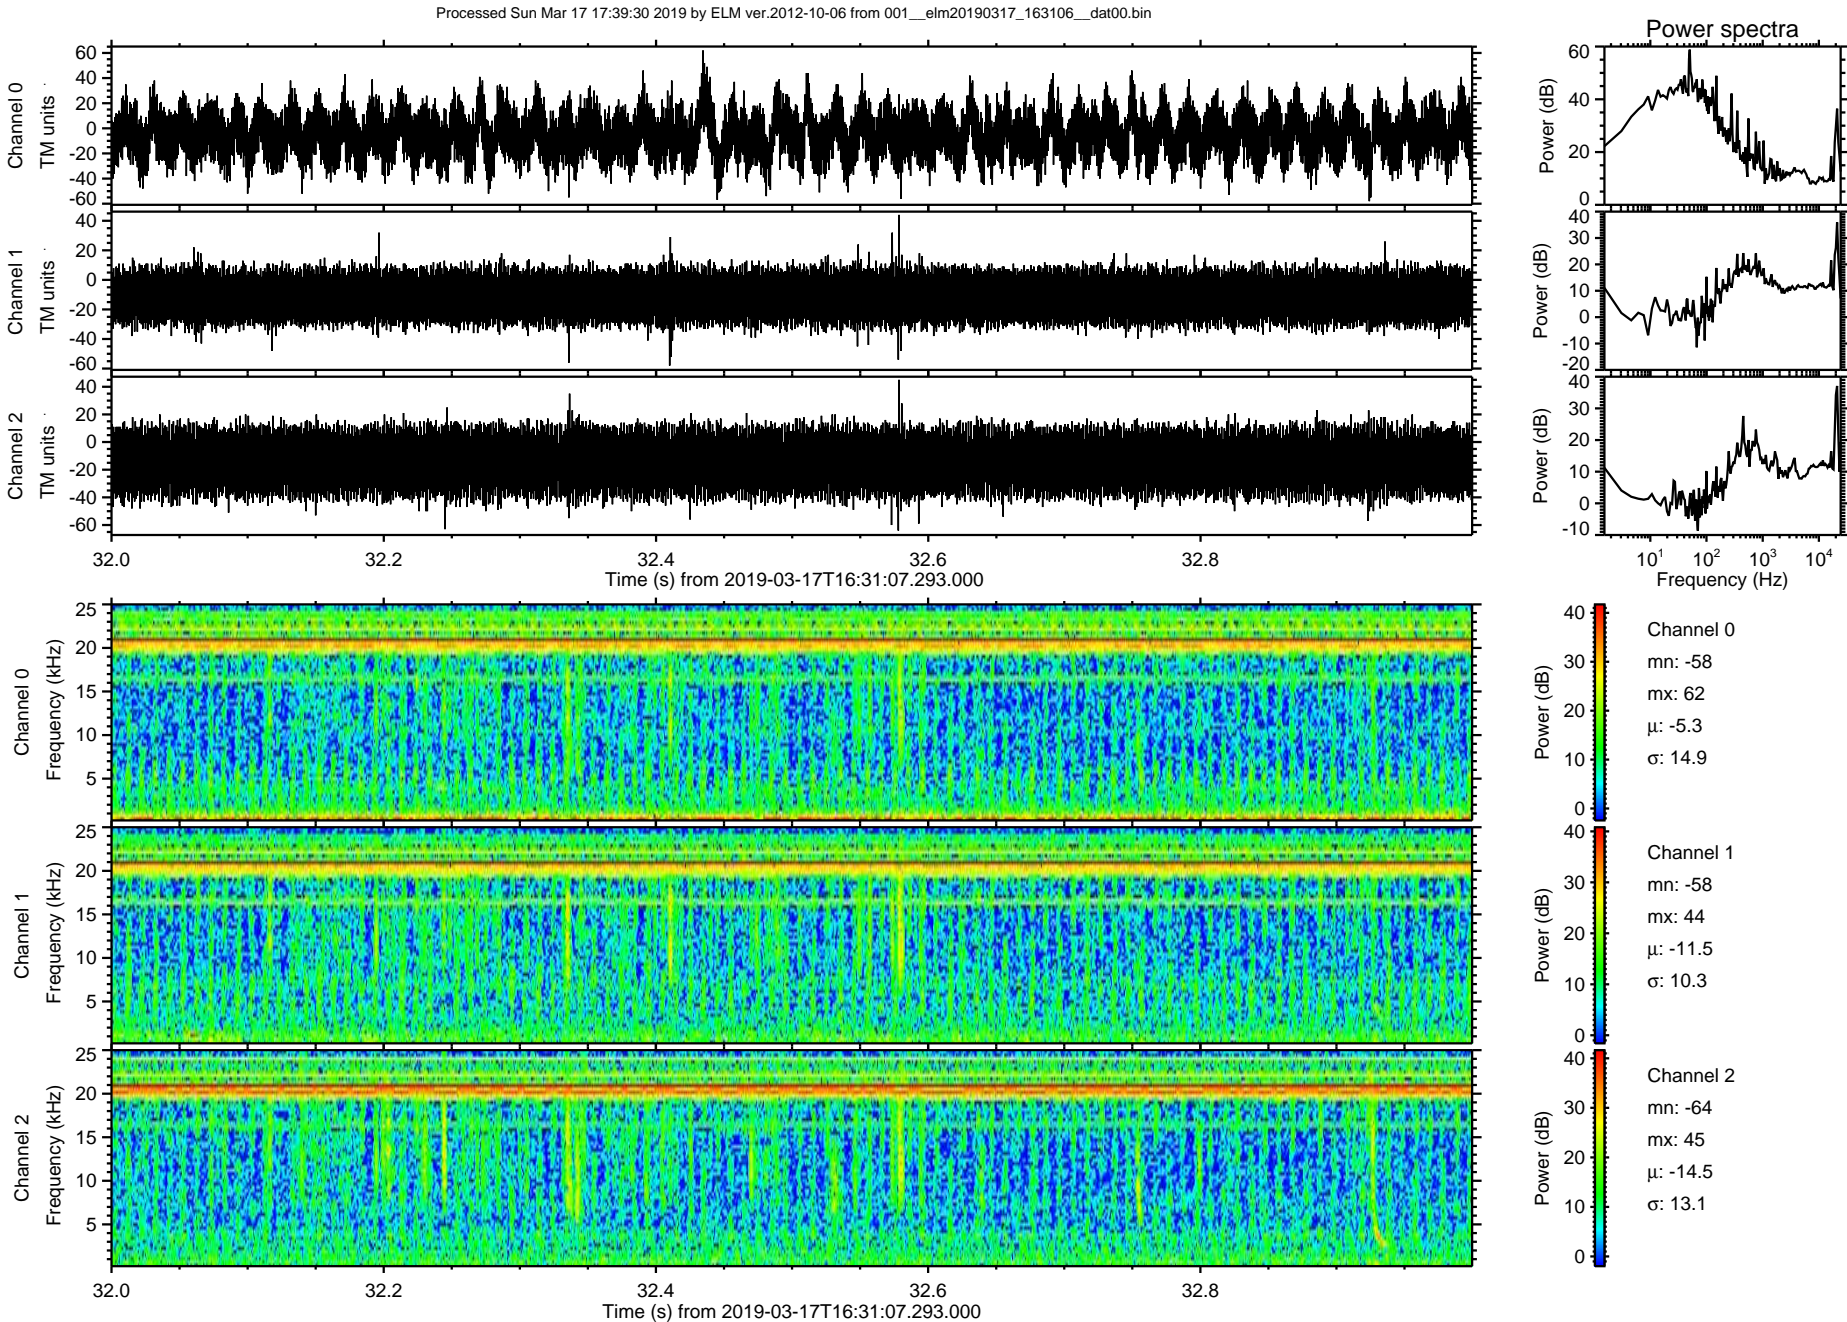 Processed Sun Mar 17 17:39:30 2019 by ELM ver.2012-10-06 from 001__elm20190317_163106__dat00.bin
Power spectra
Channel 0
TM units
60
40
20
0
-20
-40
-60
Power (dB)
60
40
20
0
Channel 1
TM units
40
20
0
-20
-40
-60
Power (dB)
40
30
20
10
0
-10
-20
Channel 2
TM units
40
20
0
-20
-40
-60
Power (dB)
40
30
20
10
0
-10
32.0 32.2 32.4 32.6 32.8
Time (s) from 2019-03-17T16:31:07.293.000
10¹ 10² 10³ 10⁴
Frequency (Hz)
Channel 0
Frequency (kHz)
25
20
15
10
5
Power (dB)
40
30
20
10
0
Channel 0
mn: -58
mx: 62
μ: -5.3
σ: 14.9
Channel 1
Frequency (kHz)
25
20
15
10
5
Power (dB)
40
30
20
10
0
Channel 1
mn: -58
mx: 44
μ: -11.5
σ: 10.3
Channel 2
Frequency (kHz)
25
20
15
10
5
Power (dB)
40
30
20
10
0
Channel 2
mn: -64
mx: 45
μ: -14.5
σ: 13.1
32.0 32.2 32.4 32.6 32.8
Time (s) from 2019-03-17T16:31:07.293.000